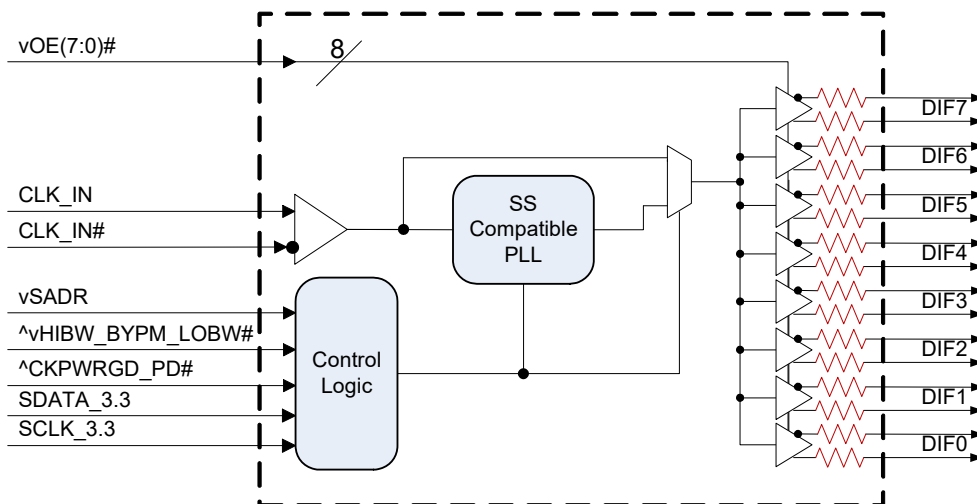 vOE(7:0)#
8
DIF7
DIF6
CLK_IN
SS
Compatible
PLL
DIF5
CLK_IN#
DIF4
vSADR
DIF3
^vHIBW_BYPM_LOBW#
Control
Logic
DIF2
^CKPWRGD_PD#
SDATA_3.3
DIF1
SCLK_3.3
DIF0